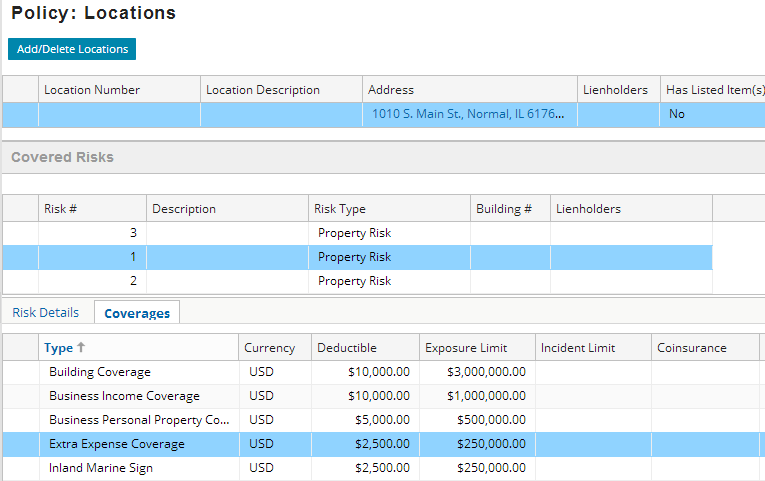 Policy: Locations
Add/Delete Locations
Location Number Location Description Address Lienholders Has Listed Item(s)
1010 S. Main St., Normal, IL 6176... No
Covered Risks
Risk # Description Risk Type Building # Lienholders
3 Property Risk
1 Property Risk
2 Property Risk
Risk Details Coverages
Type ↑ Currency Deductible Exposure Limit Incident Limit Coinsurance
Building Coverage USD $10,000.00 $3,000,000.00
Business Income Coverage USD $10,000.00 $1,000,000.00
Business Personal Property Co... USD $5,000.00 $500,000.00
Extra Expense Coverage USD $2,500.00 $250,000.00
Inland Marine Sign USD $2,500.00 $250,000.00